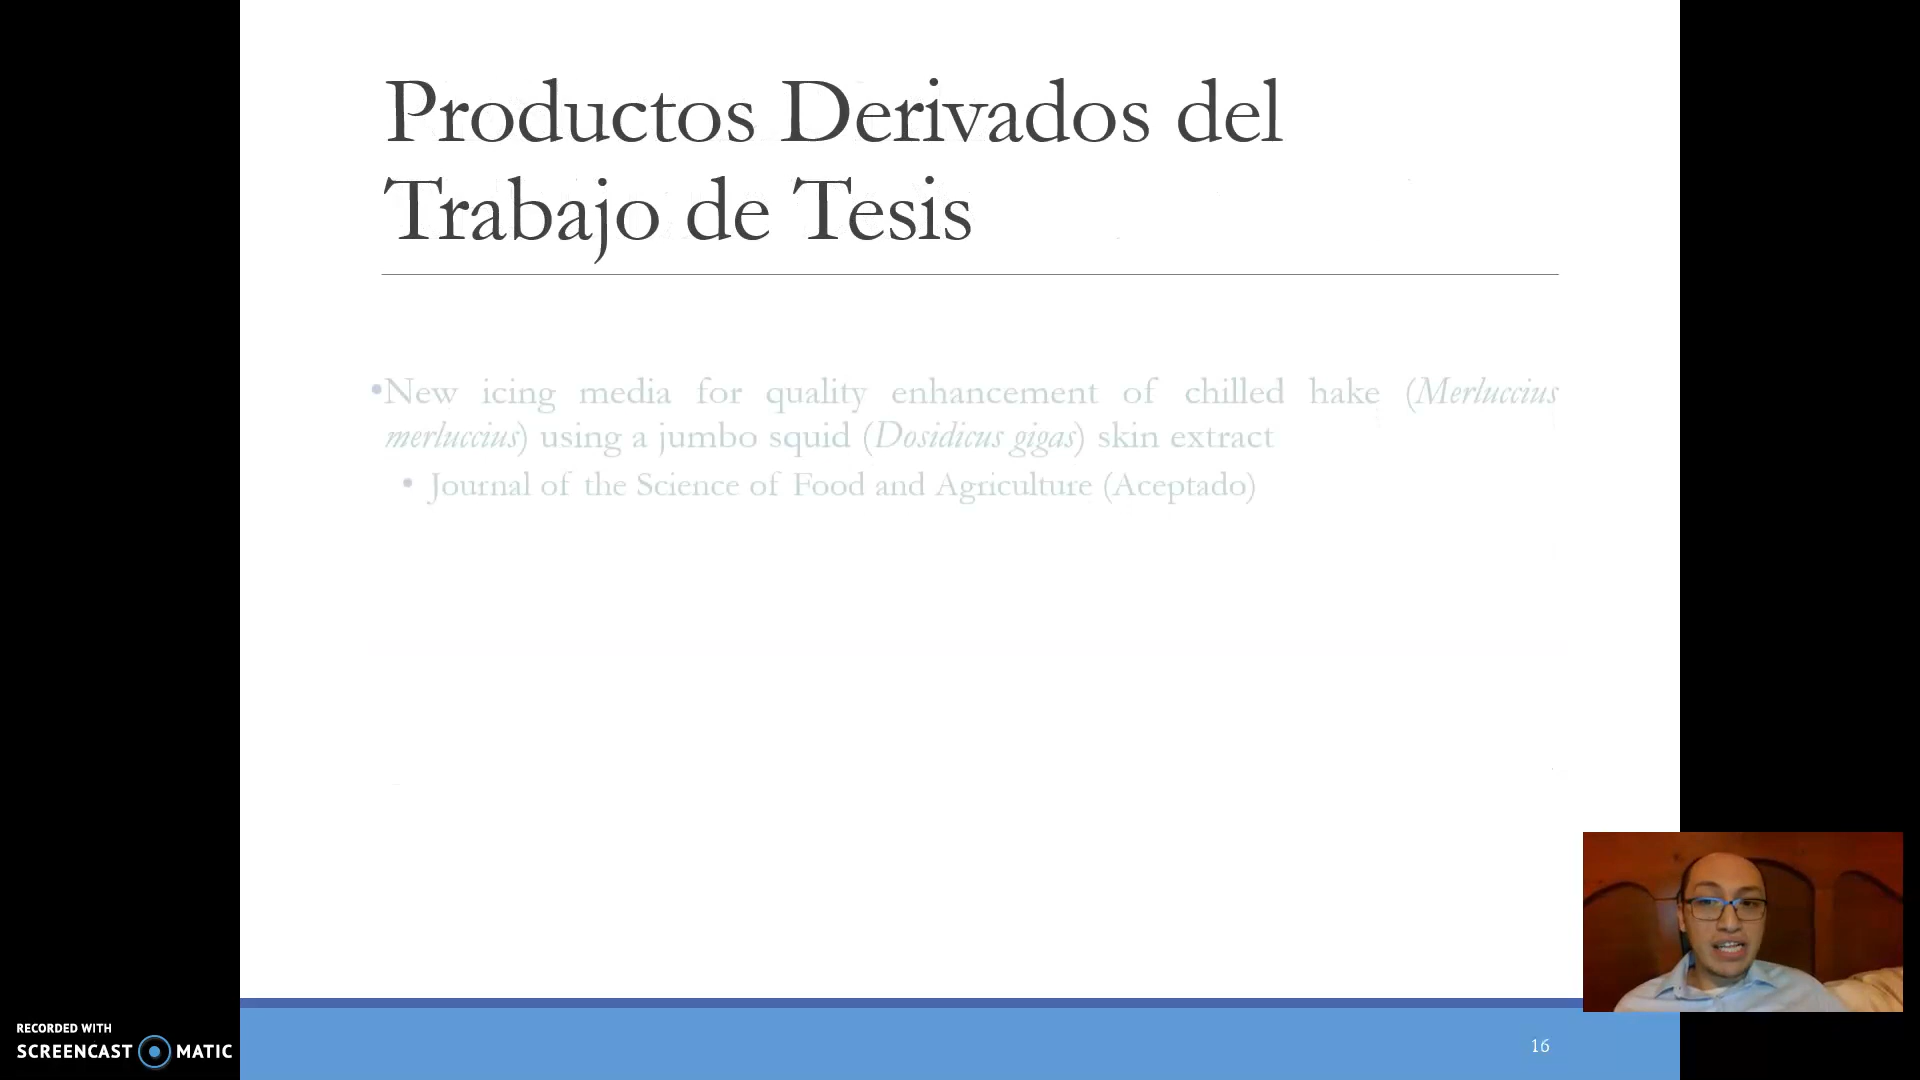 Productos Derivados del
Trabajo de Tesis
•New icing media for quality enhancement of chilled hake (Merluccius
merluccius) using a jumbo squid (Dosidicus gigas) skin extract
• Journal of the Science of Food and Agriculture (Aceptado)
RECORDED WITH
SCREENCAST MATIC
16